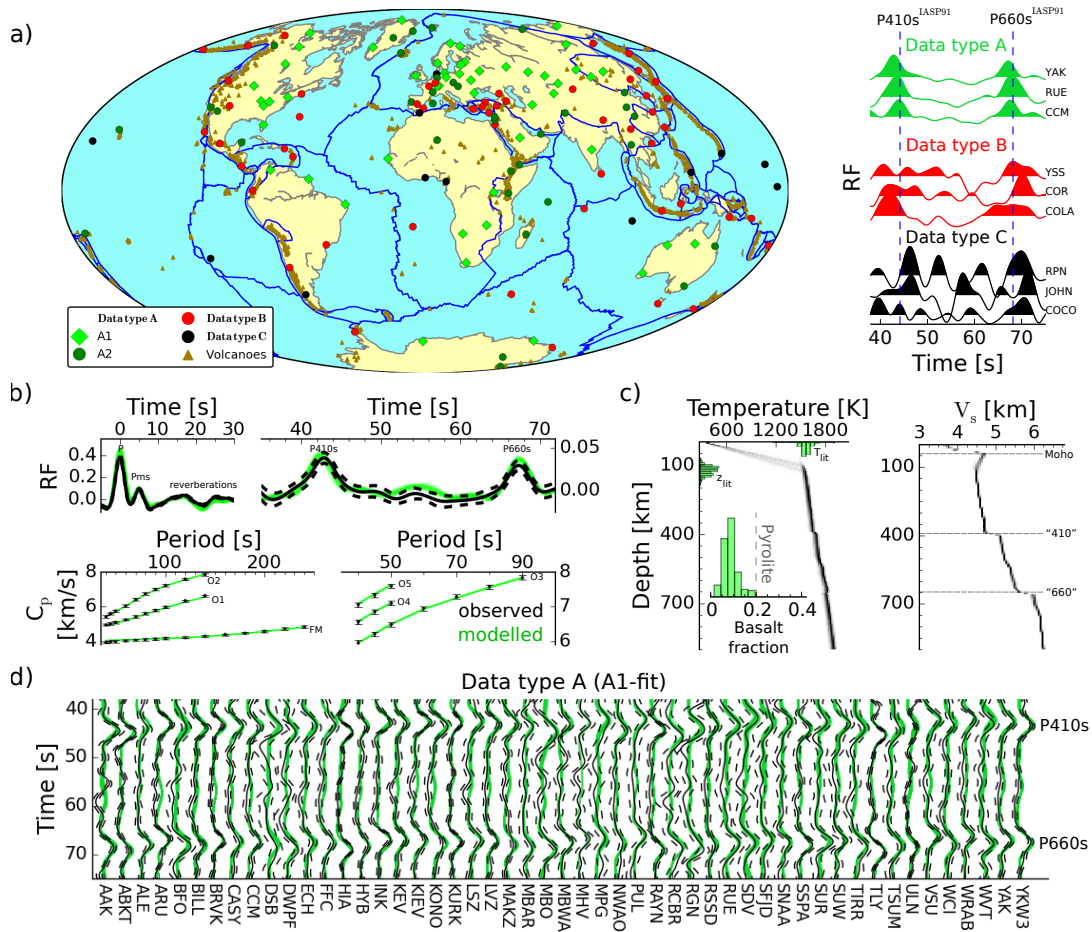 a)
P410s IASP91
P660s IASP91
Data type A
YAK
RUE
CCM
Data type B
YSS
COR
COLA
RF
Data type C
RPN
JOHN
COCO
40 50 60 70
Time [s]
Data type A
A1
A2
Data type B
Data type C
Volcanoes
b)
Time [s]
0 10 20 30
RF
0.4
0.2
0.0
P
Pms
reverberations
Time [s]
40 50 60 70
P410s
P660s
0.05
0.00
Period [s]
100 200
Cp
[km/s]
8
6
4
O2
O1
FM
Period [s]
50 70 90
8
7
6
O5
O4
O3
observed
modelled
c)
Temperature [K]
600 1200 1800
Depth [km]
100
400
700
Tlit
zlit
Pyrolite
0 0.2 0.4
Basalt
fraction
Vs [km]
3 4 5 6
100
400
700
Moho
“410”
“660”
d)
Data type A (A1-fit)
Time [s]
40
50
60
70
P410s
P660s
AAK
ABKT
ALE
ARU
BFO
BILL
BRVK
CASY
CCM
DSB
DWPF
ECH
FFC
HIA
HYB
INK
KEV
KIEV
KONO
KURK
LSZ
LVZ
MAKZ
MBAR
MBO
MBWA
MHV
MPG
NWAO
PUL
RAYN
RCBR
RGN
RSSD
RUE
SDV
SFJD
SNAA
SSPA
SUR
SUW
TIRR
TLY
TSUM
ULN
VSU
WCI
WRAB
WVT
YAK
YKW3